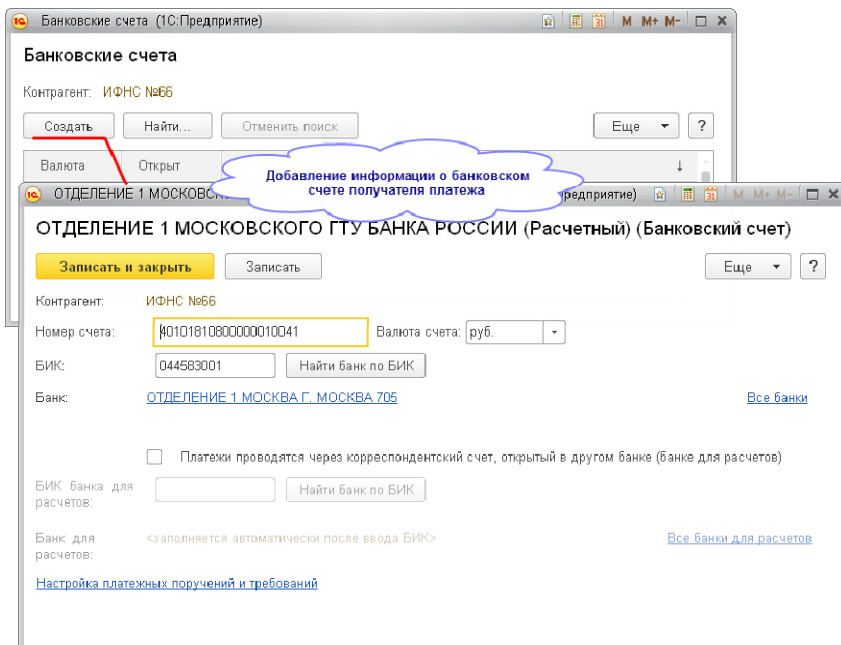 Банковские счета (1С:Предприятие)
M M+ M-
Банковские счета
Контрагент: ИФНС №66
Создать Найти... Отменить поиск Еще ?
Валюта Открыт
Добавление информации о банковском
счете получателя платежа
ОТДЕЛЕНИЕ 1 МОСКОВС
редприятие) M M+ M-
ОТДЕЛЕНИЕ 1 МОСКОВСКОГО ГТУ БАНКА РОССИИ (Расчетный) (Банковский счет)
Записать и закрыть Записать Еще ?
Контрагент: ИФНС №66
Номер счета: 40101810800000010041 Валюта счета: руб.
БИК: 044583001 Найти банк по БИК
Банк: ОТДЕЛЕНИЕ 1 МОСКВА Г. МОСКВА 705 Все банки
Платежи проводятся через корреспондентский счет, открытый в другом банке (банке для расчетов)
БИК банка для
расчетов:
Найти банк по БИК
Банк для
расчетов:
<заполняется автоматически после ввода БИК> Все банки для расчетов
Настройка платежных поручений и требований